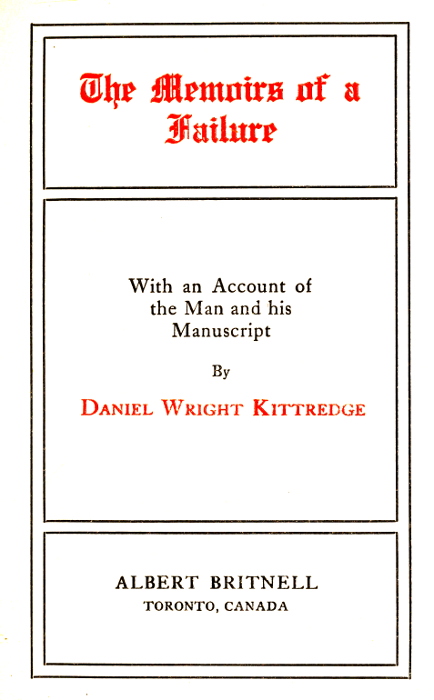 The Memoirs of a
Failure
With an Account of
the Man and his
Manuscript
By
DANIEL WRIGHT KITTREDGE
ALBERT BRITNELL
TORONTO, CANADA